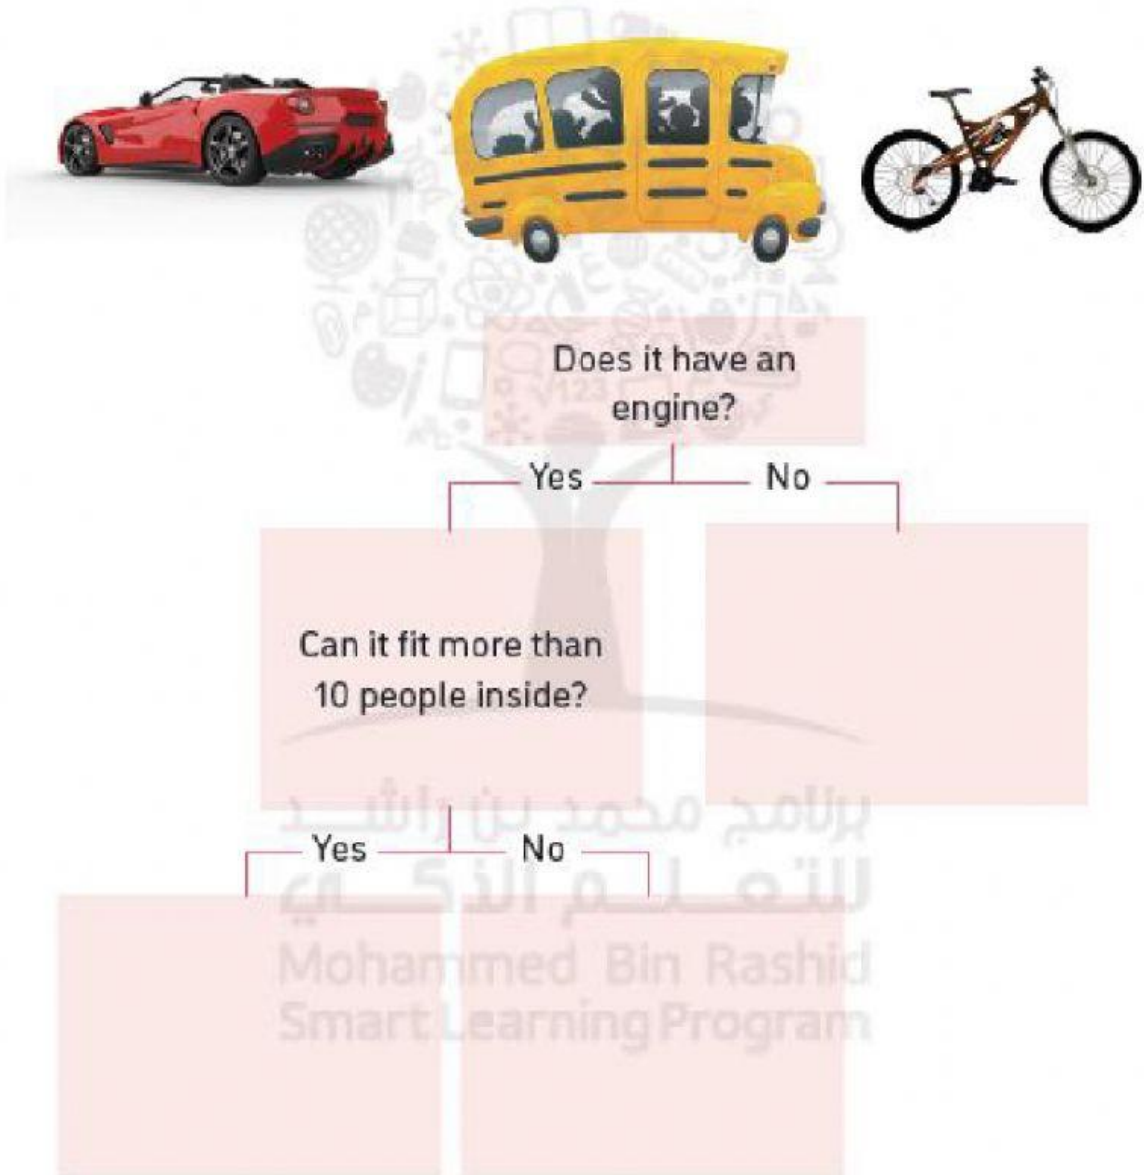 Does it have an
engine?
Yes
No
Can it fit more than
10 people inside?
برنامج محمد بن راشد
للتعلم الذكي
Yes
No
Mohammed Bin Rashid
Smart Learning Program